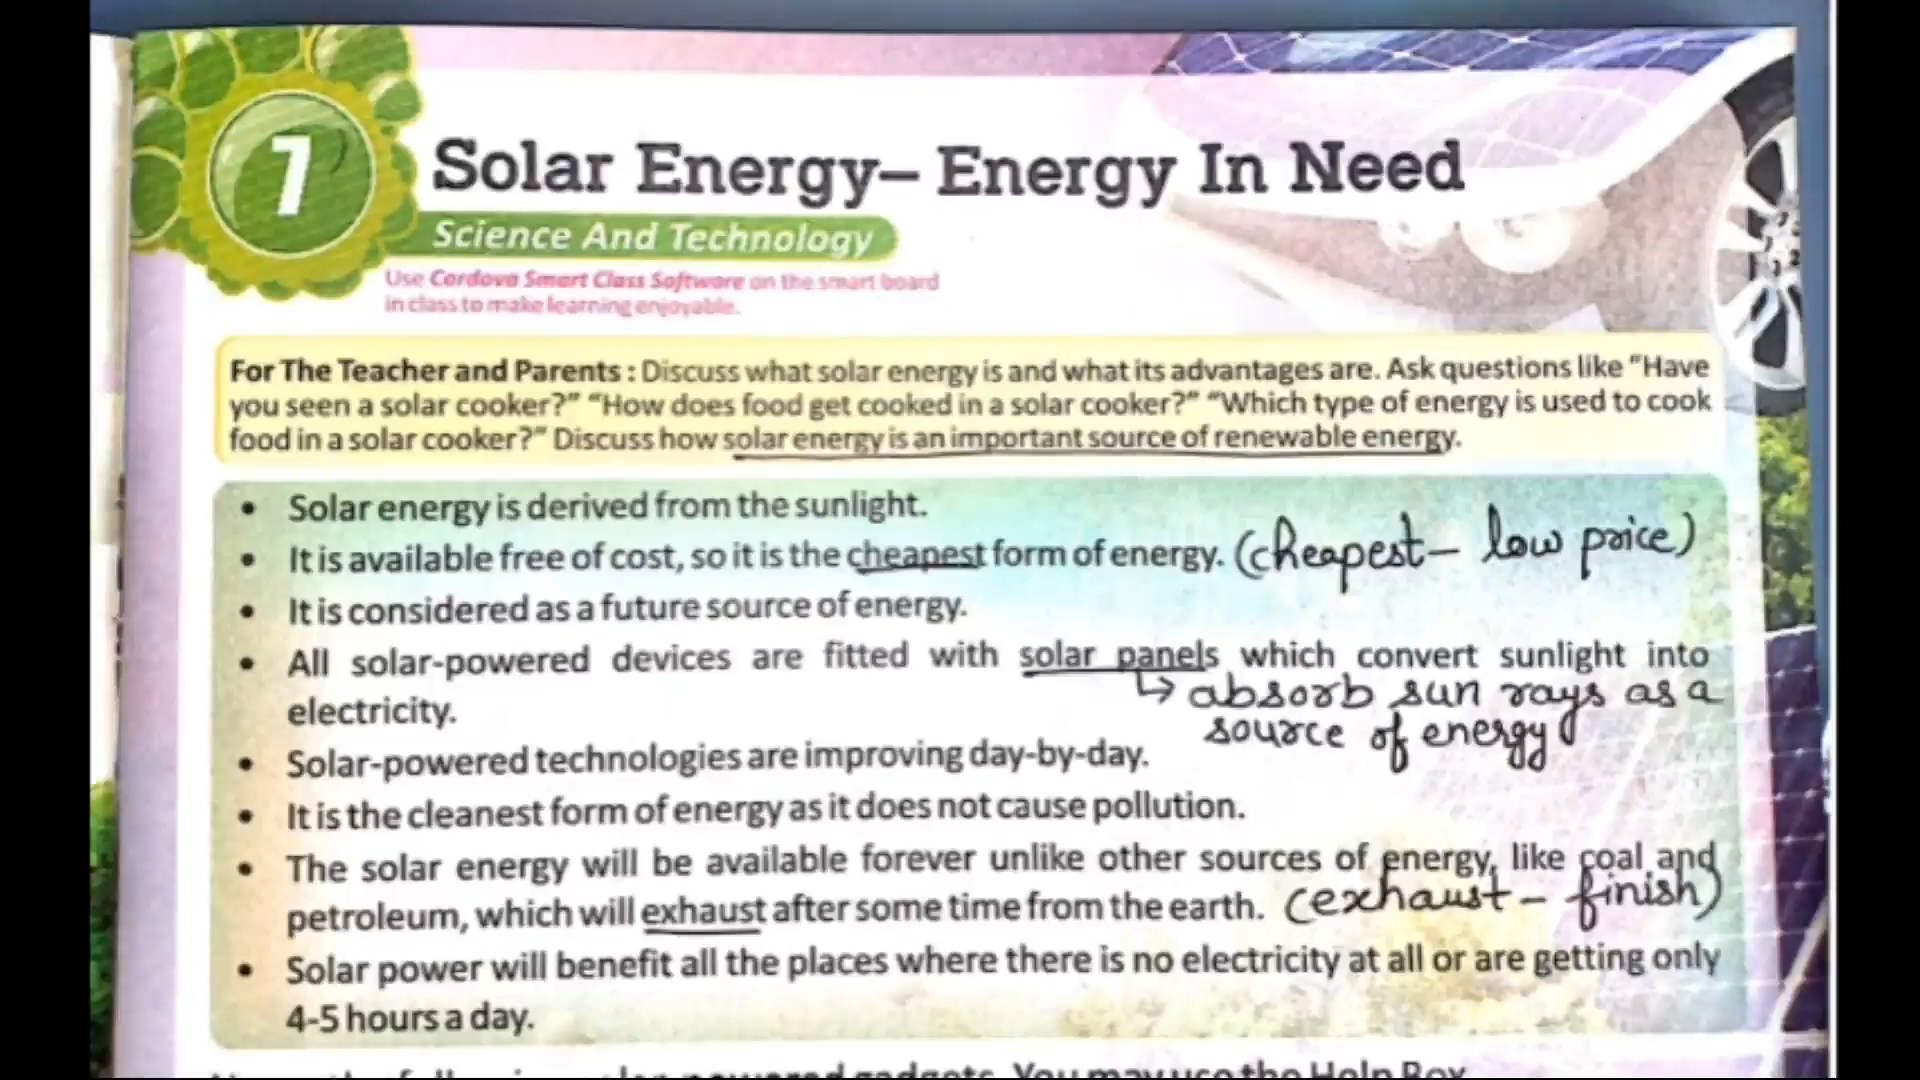 7
Solar Energy– Energy In Need
Science And Technology
Use Cordova Smart Class Software on the smart board
in class to make learning enjoyable.
For The Teacher and Parents : Discuss what solar energy is and what its advantages are. Ask questions like "Have
you seen a solar cooker?" "How does food get cooked in a solar cooker?" "Which type of energy is used to cook
food in a solar cooker?" Discuss how solar energy is an important source of renewable energy.
• Solar energy is derived from the sunlight.
• It is available free of cost, so it is the cheapest form of energy. (cheapest – low price)
• It is considered as a future source of energy.
• All solar-powered devices are fitted with solar panels which convert sunlight into
↳ absorb sun rays as a
electricity.
source of energy
• Solar-powered technologies are improving day-by-day.
• It is the cleanest form of energy as it does not cause pollution.
• The solar energy will be available forever unlike other sources of energy, like coal and
petroleum, which will exhaust after some time from the earth. (exhaust – finish)
• Solar power will benefit all the places where there is no electricity at all or are getting only
4-5 hours a day.
powered gadgets. You may use the Help Box